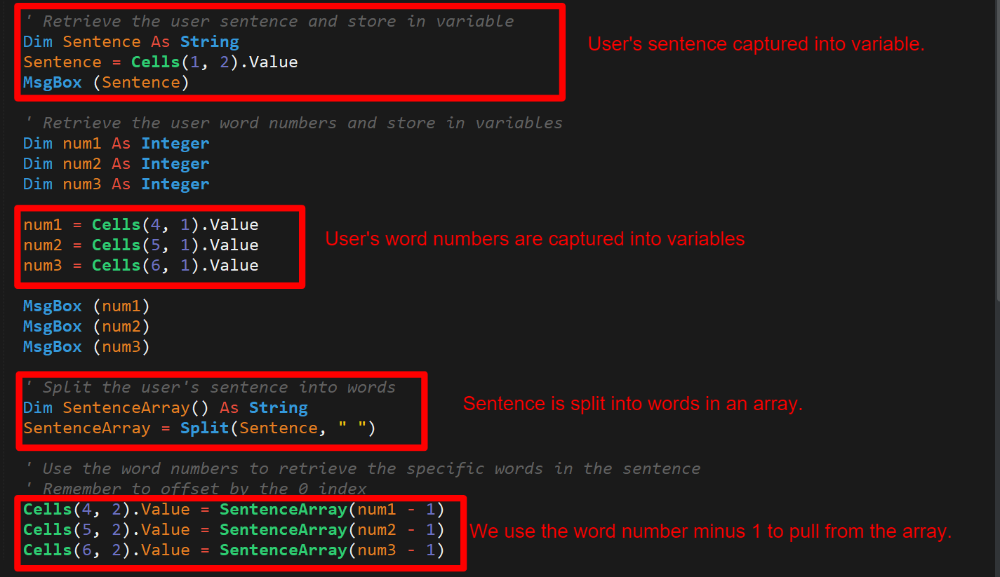 ' Retrieve the user sentence and store in variable
Dim Sentence As String
Sentence = Cells(1, 2).Value
MsgBox (Sentence)
User's sentence captured into variable.
' Retrieve the user word numbers and store in variables
Dim num1 As Integer
Dim num2 As Integer
Dim num3 As Integer
num1 = Cells(4, 1).Value
num2 = Cells(5, 1).Value
num3 = Cells(6, 1).Value
User's word numbers are captured into variables
MsgBox (num1)
MsgBox (num2)
MsgBox (num3)
' Split the user's sentence into words
Dim SentenceArray() As String
SentenceArray = Split(Sentence, " ")
Sentence is split into words in an array.
' Use the word numbers to retrieve the specific words in the sentence
' Remember to offset by the 0 index
Cells(4, 2).Value = SentenceArray(num1 - 1)
Cells(5, 2).Value = SentenceArray(num2 - 1)
Cells(6, 2).Value = SentenceArray(num3 - 1)
We use the word number minus 1 to pull from the array.